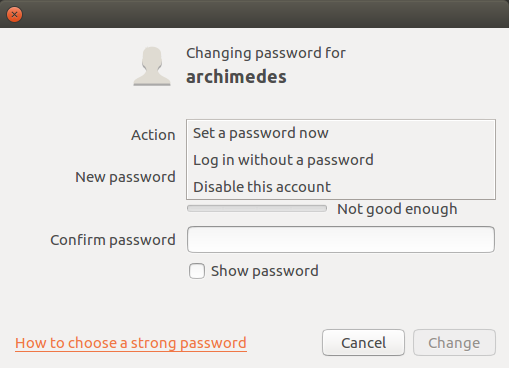 Changing password for
archimedes
Action
Set a password now
Log in without a password
New password
Disable this account
Not good enough
Confirm password
Show password
How to choose a strong password
Cancel
Change